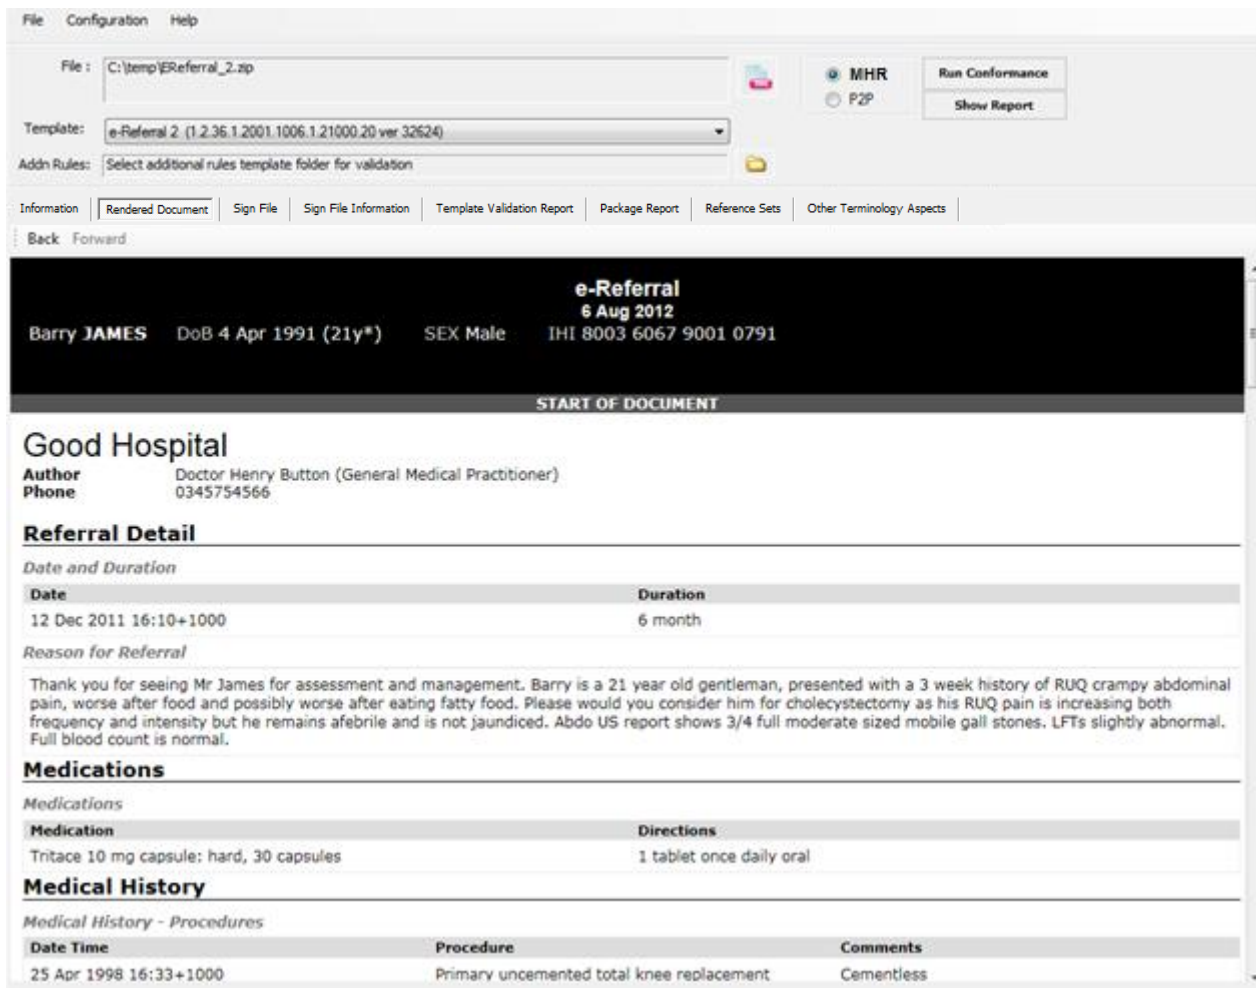 File Configuration Help
File : C:\temp\EReferral_2.zip
MHR
P2P
Run Conformance
Show Report
Template: e-Referral 2 (1.2.36.1.2001.1006.1.21000.20 ver 32624)
Addn Rules: Select additional rules template folder for validation
Information Rendered Document Sign File Sign File Information Template Validation Report Package Report Reference Sets Other Terminology Aspects
Back Forward
e-Referral
6 Aug 2012
Barry JAMES DoB 4 Apr 1991 (21y*) SEX Male IHI 8003 6067 9001 0791
START OF DOCUMENT
Good Hospital
Author Doctor Henry Button (General Medical Practitioner)
Phone 0345754566
Referral Detail
Date and Duration
Date Duration
12 Dec 2011 16:10+1000 6 month
Reason for Referral
Thank you for seeing Mr James for assessment and management. Barry is a 21 year old gentleman, presented with a 3 week history of RUQ crampy abdominal
pain, worse after food and possibly worse after eating fatty food. Please would you consider him for cholecystectomy as his RUQ pain is increasing both
frequency and intensity but he remains afebrile and is not jaundiced. Abdo US report shows 3/4 full moderate sized mobile gall stones. LFTs slightly abnormal.
Full blood count is normal.
Medications
Medications
Medication Directions
Tritace 10 mg capsule: hard, 30 capsules 1 tablet once daily oral
Medical History
Medical History - Procedures
Date Time Procedure Comments
25 Apr 1998 16:33+1000 Primary uncemented total knee replacement Cementless